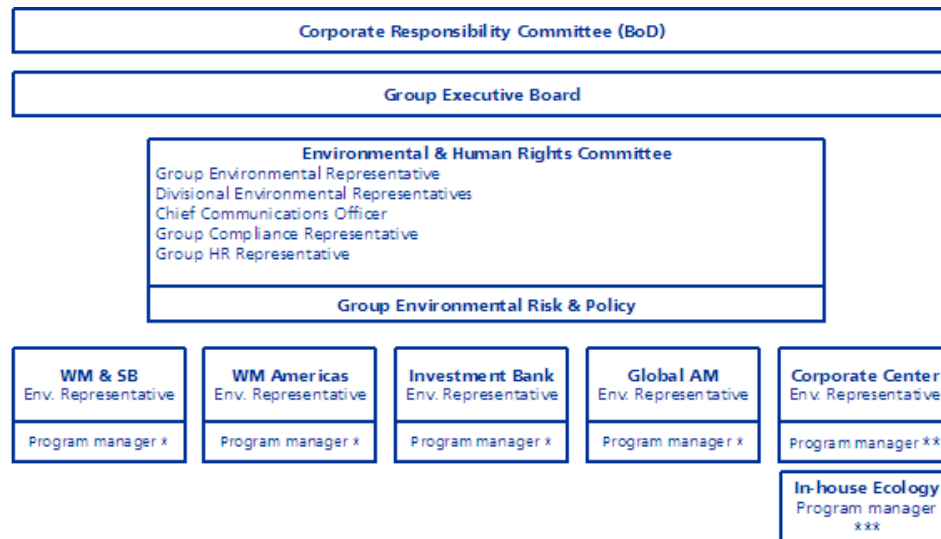 Corporate Responsibility Committee (BoD)
Group Executive Board
Environmental & Human Rights Committee
Group Environmental Representative
Divisional Environmental Representatives
Chief Communications Officer
Group Compliance Representative
Group HR Representative
Group Environmental Risk & Policy
WM & SB
Env. Representative
Program manager *
WM Americas
Env. Representative
Program manager *
Investment Bank
Env. Representative
Program manager *
Global AM
Env. Representative
Program manager *
Corporate Center
Env. Representative
Program manager **
In-house Ecology
Program manager
***